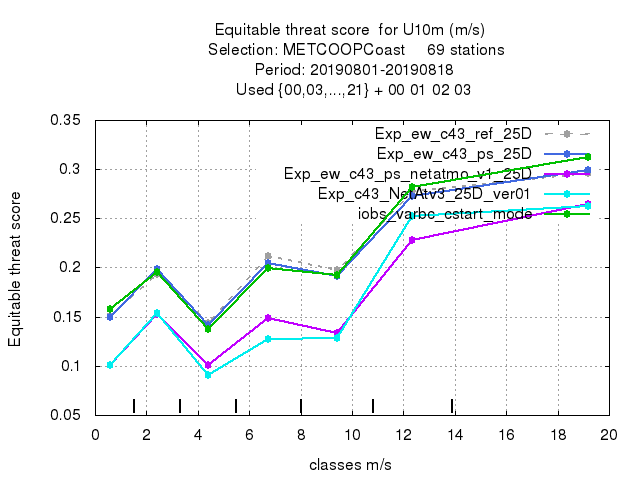 Equitable threat score  for U10m (m/s)
Selection: METCOOPCoast     69 stations
Period: 20190801-20190818
Used {00,03,...,21} + 00 01 02 03
0.35
0.3
0.25
0.2
0.15
0.1
0.05
Equitable threat score
Exp_ew_c43_ref_25D
Exp_ew_c43_ps_25D
Exp_ew_c43_ps_netatmo_v1_25D
Exp_c43_NetAtv3_25D_ver01
iobs_varbc_cstart_mode
0 2 4 6 8 10 12 14 16 18 20
classes m/s